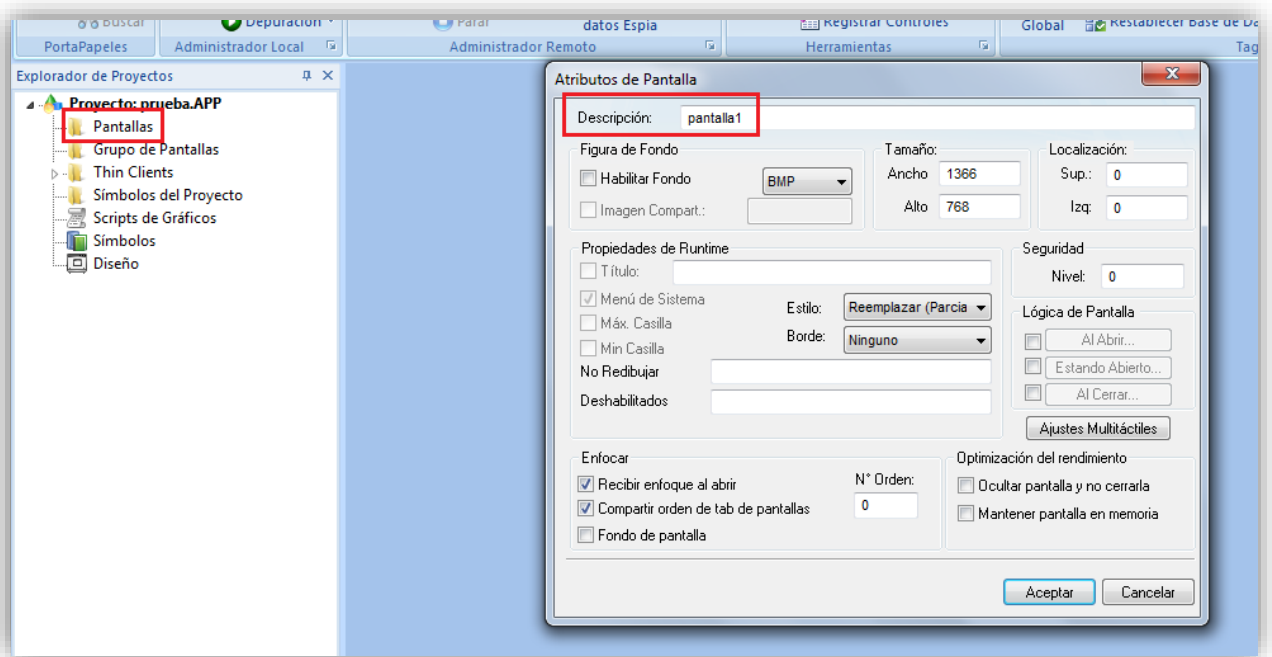 Buscar
Depuración
Parar
datos Espía
Registrar Controles
Global
Restablecer Base de Da
PortaPapeles
Administrador Local
Administrador Remoto
Herramientas
Tag
Explorador de Proyectos
Proyecto: prueba.APP
Pantallas
Grupo de Pantallas
Thin Clients
Símbolos del Proyecto
Scripts de Gráficos
Símbolos
Diseño
Atributos de Pantalla
Descripción: pantalla1
Figura de Fondo
Habilitar Fondo
BMP
Imagen Compart.:
Tamaño:
Ancho 1366
Alto 768
Localización:
Sup.: 0
Izq: 0
Propiedades de Runtime
Título:
Menú de Sistema
Máx. Casilla
Min Casilla
Estilo: Reemplazar (Parcia
Borde: Ninguno
No Redibujar
Deshabilitados
Seguridad
Nivel: 0
Lógica de Pantalla
Al Abrir...
Estando Abierto...
Al Cerrar...
Ajustes Multitáctiles
Enfocar
Recibir enfoque al abrir
Compartir orden de tab de pantallas
Fondo de pantalla
N° Orden:
0
Optimización del rendimiento
Ocultar pantalla y no cerrarla
Mantener pantalla en memoria
Aceptar
Cancelar